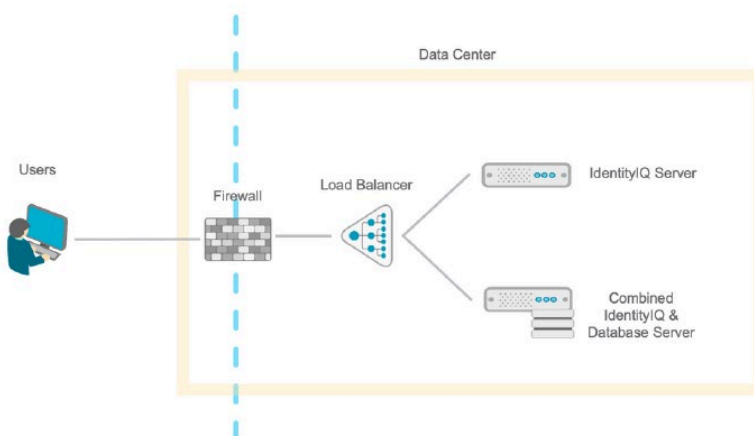 Data Center
Users
Firewall
Load Balancer
IdentityIQ Server
Combined
IdentityIQ &
Database Server